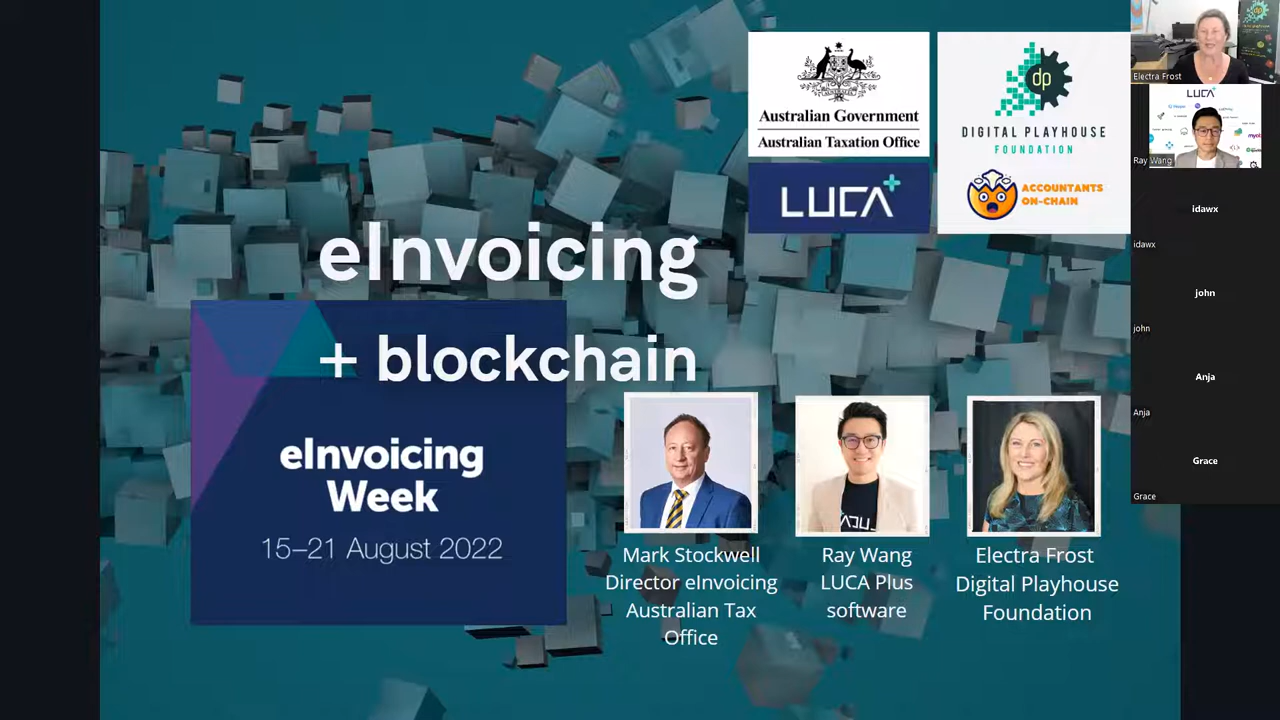 Australian Government
Australian Taxation Office
LUCA+
dp
DIGITAL PLAYHOUSE
FOUNDATION
ACCOUNTANTS
ON-CHAIN
eInvoicing
+ blockchain
eInvoicing
Week
15–21 August 2022
Mark Stockwell
Director eInvoicing
Australian Tax
Office
Ray Wang
LUCA Plus
software
Electra Frost
Digital Playhouse
Foundation
Electra Frost
LUCA
Ray Wang
idawx
idawx
john
john
Anja
Anja
Grace
Grace